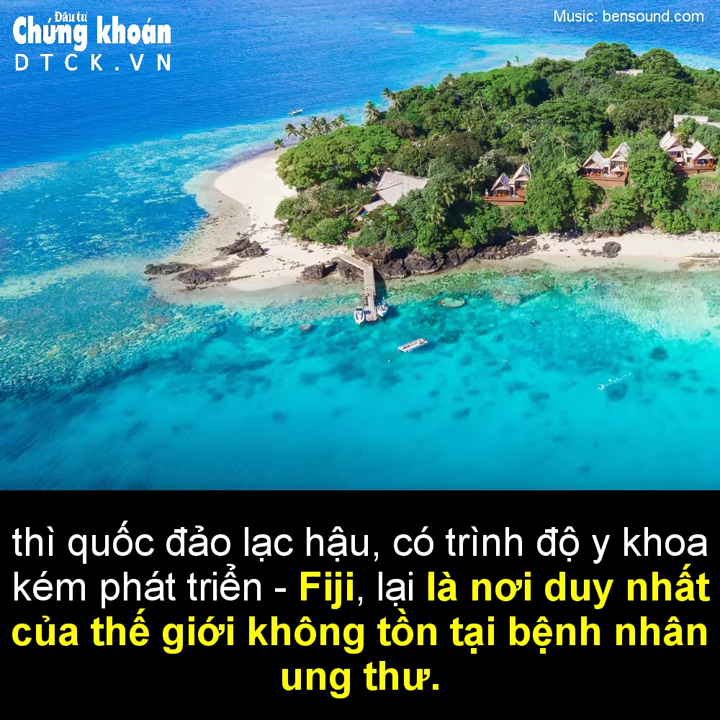 Đầu tư
Chứng khoán
DTCK.VN
Music: bensound.com
thì quốc đảo lạc hậu, có trình độ y khoa
kém phát triển - Fiji, lại là nơi duy nhất
của thế giới không tồn tại bệnh nhân
ung thư.